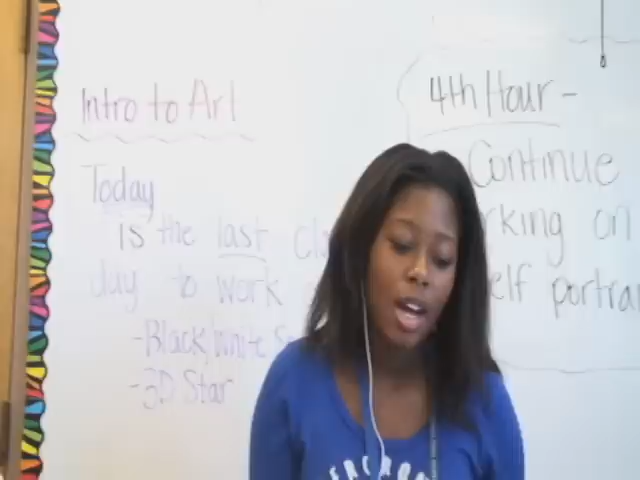 Intro to Art
Today
is the last
day to work
- Black/White
- 3D Star
4th Hour -
Continue
rking on
elf portra